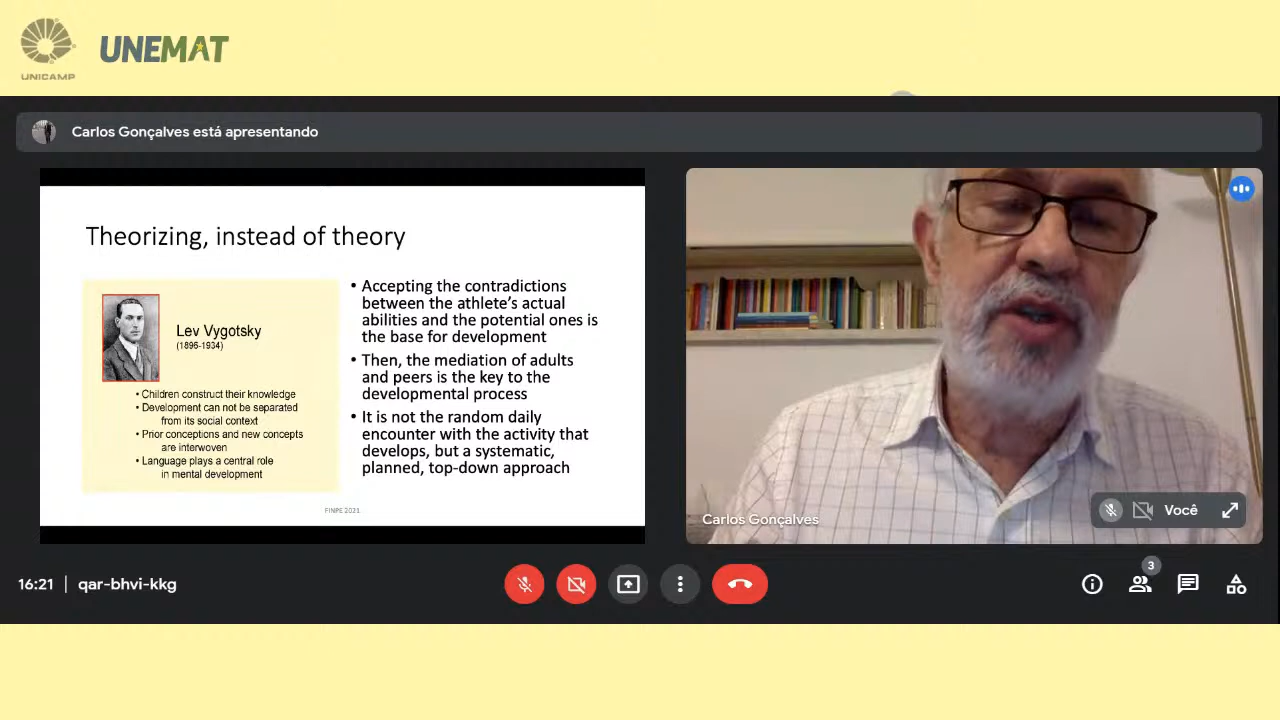 UNICAMP
UNEMAT
Carlos Gonçalves está apresentando
Theorizing, instead of theory
Lev Vygotsky
(1896-1934)
• Children construct their knowledge
• Development can not be separated
from its social context
• Prior conceptions and new concepts
are interwoven
• Language plays a central role
in mental development
• Accepting the contradictions
between the athlete's actual
abilities and the potential ones is
the base for development
• Then, the mediation of adults
and peers is the key to the
developmental process
• It is not the random daily
encounter with the activity that
develops, but a systematic,
planned, top-down approach
FINPE 2021
Carlos Gonçalves
Você
16:21 | qar-bhvi-kkg
3